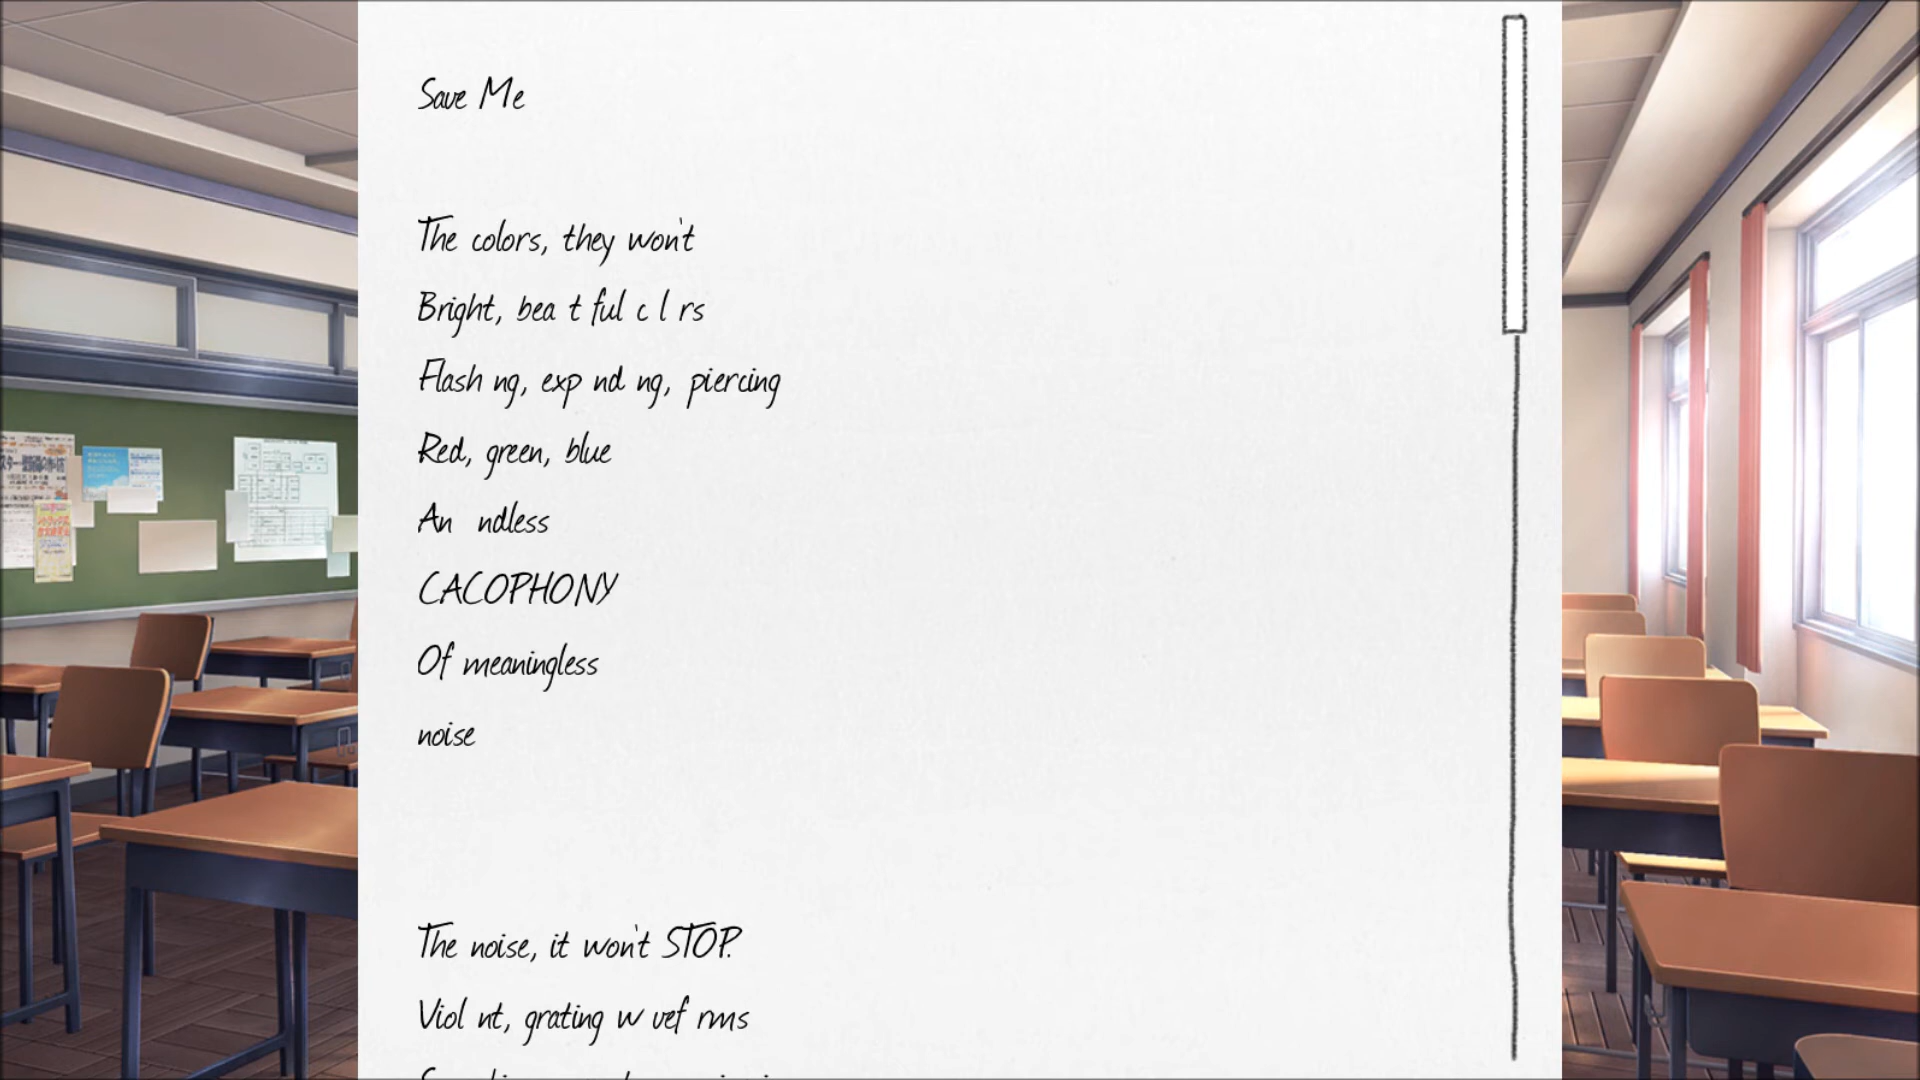 Save Me
The colors, they won't
Bright, bea t ful c l rs
Flash ng, exp nd ng, piercing
Red, green, blue
An  ndless
CACOPHONY
Of meaningless
noise
The noise, it won't STOP.
Viol nt, grating w vef rms